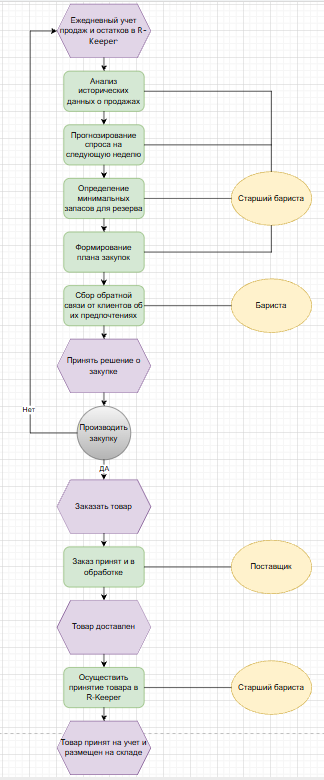 Ежедневный учет
продаж и остатков в R-
Keeper
Анализ
исторических
данных о продажах
Прогнозирование
спроса на
следующую неделю
Определение
минимальных
запасов для резерва
Старший бариста
Формирование
плана закупок
Сбор обратной
связи от клиентов об
их предпочтениях
Бариста
Принять решение о
закупке
Нет
Производить
закупку
ДА
Заказать товар
Заказ принят и в
обработке
Поставщик
Товар доставлен
Осуществить
принятие товара в
R-Keeper
Старший бариста
Товар принят на учет и
размещен на складе